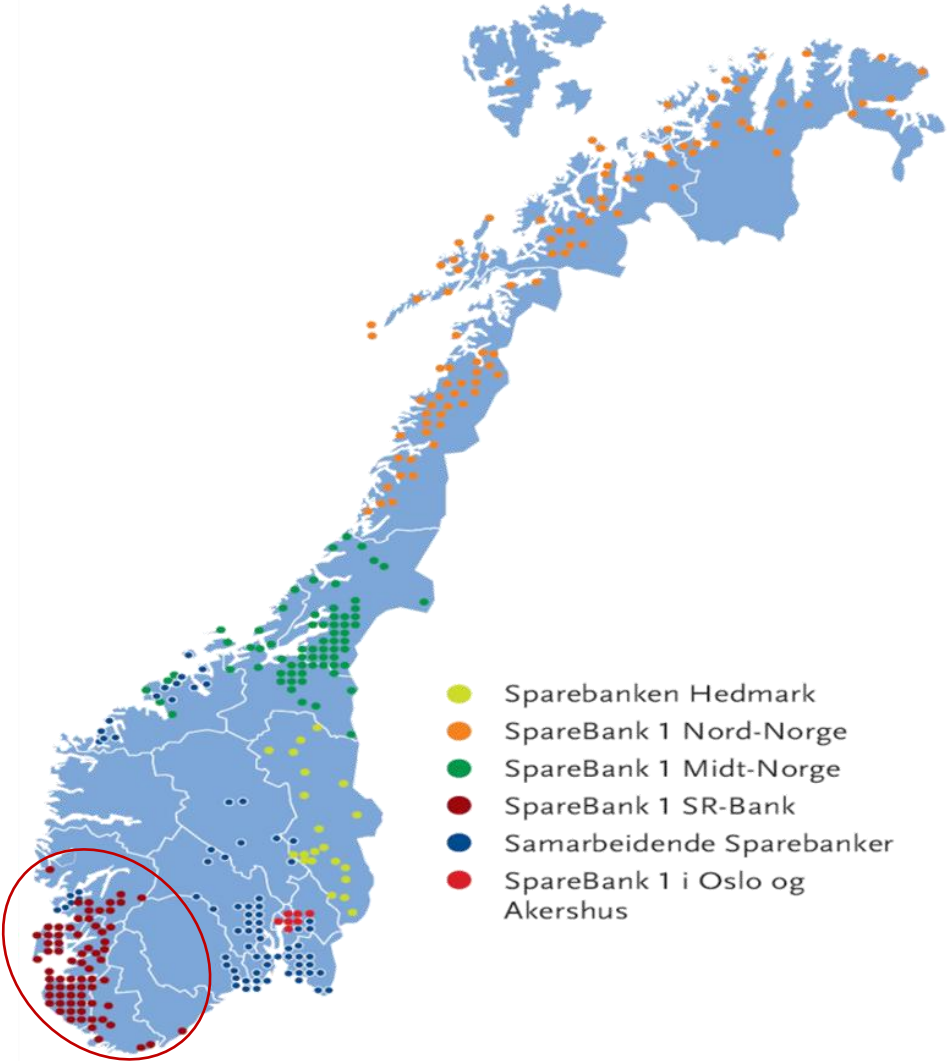 Sparebanken Hedmark
SpareBank 1 Nord-Norge
SpareBank 1 Midt-Norge
SpareBank 1 SR-Bank
Samarbeidende Sparebanker
SpareBank 1 i Oslo og
Akershus